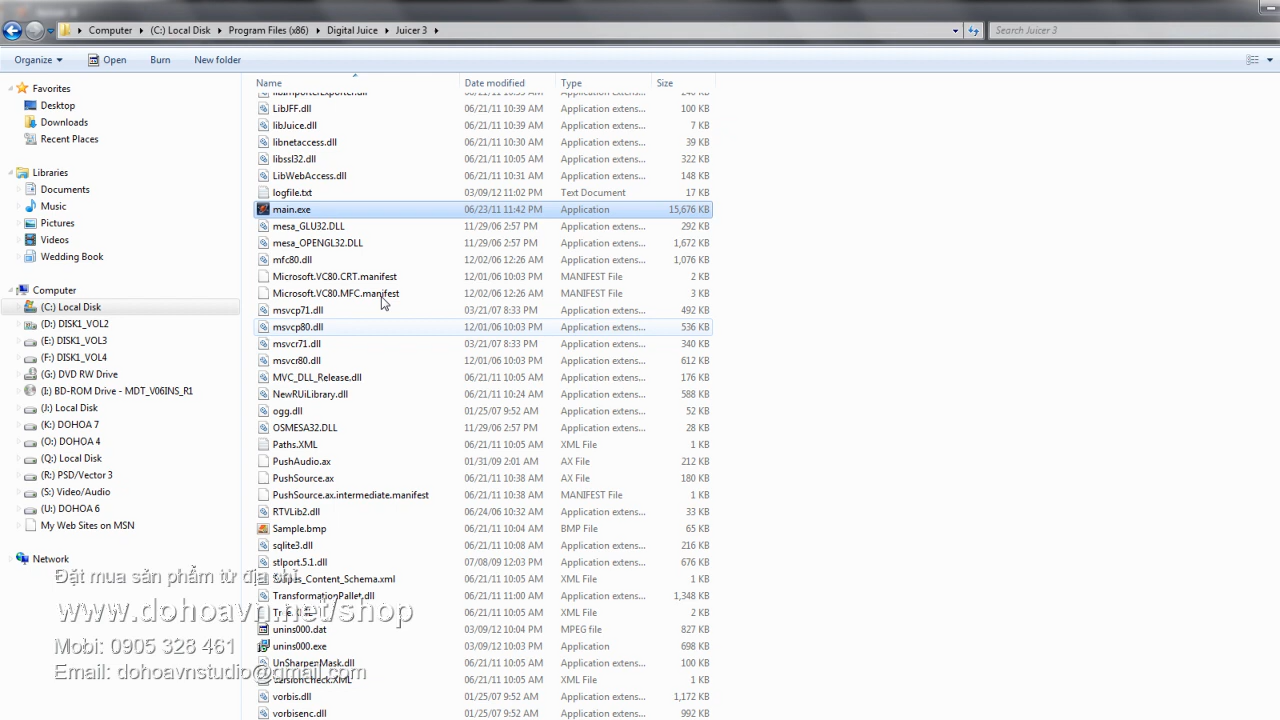 Computer ▸ (C:) Local Disk ▸ Program Files (x86) ▸ Digital Juice ▸ Juicer 3 ▸
Search Juicer 3
Organize Open Burn New folder
Favorites
Desktop
Downloads
Recent Places
Libraries
Documents
Music
Pictures
Videos
Wedding Book
Computer
(C:) Local Disk
(D:) DISK1_VOL2
(E:) DISK1_VOL3
(F:) DISK1_VOL4
(G:) DVD RW Drive
(I:) BD-ROM Drive - MDT_V06INS_R1
(J:) Local Disk
(K:) DOHOA 7
(O:) DOHOA 4
(Q:) Local Disk
(R:) PSD/Vector 3
(S:) Video/Audio
(U:) DOHOA 6
My Web Sites on MSN
Network
Name Date modified Type Size
LibJFF.dll 06/21/11 10:39 AM Application extens... 100 KB
libJuice.dll 06/21/11 10:39 AM Application extens... 7 KB
libnetaccess.dll 06/21/11 10:30 AM Application extens... 39 KB
libssl32.dll 06/21/11 10:05 AM Application extens... 322 KB
LibWebAccess.dll 06/21/11 10:31 AM Application extens... 148 KB
logfile.txt 03/09/12 11:02 PM Text Document 17 KB
main.exe 06/23/11 11:42 PM Application 15,676 KB
mesa_GLU32.DLL 11/29/06 2:57 PM Application extens... 292 KB
mesa_OPENGL32.DLL 11/29/06 2:57 PM Application extens... 1,672 KB
mfc80.dll 12/02/06 12:26 AM Application extens... 1,076 KB
Microsoft.VC80.CRT.manifest 12/01/06 10:03 PM MANIFEST File 2 KB
Microsoft.VC80.MFC.manifest 12/02/06 12:26 AM MANIFEST File 3 KB
msvcp71.dll 03/21/07 8:33 PM Application extens... 492 KB
msvcp80.dll 12/01/06 10:03 PM Application extens... 536 KB
msvcr71.dll 03/21/07 8:33 PM Application extens... 340 KB
msvcr80.dll 12/01/06 10:03 PM Application extens... 612 KB
MVC_DLL_Release.dll 06/21/11 10:05 AM Application extens... 176 KB
NewRUiLibrary.dll 06/21/11 10:24 AM Application extens... 588 KB
ogg.dll 01/25/07 9:52 AM Application extens... 52 KB
OSMESA32.DLL 11/29/06 2:57 PM Application extens... 28 KB
Paths.XML 06/21/11 10:05 AM XML File 1 KB
PushAudio.ax 01/31/09 2:01 AM AX File 212 KB
PushSource.ax 06/21/11 10:38 AM AX File 180 KB
PushSource.ax.intermediate.manifest 06/21/11 10:38 AM MANIFEST File 1 KB
RTVLib2.dll 06/24/06 10:32 AM Application extens... 33 KB
Sample.bmp 06/21/11 10:04 AM BMP File 65 KB
sqlite3.dll 06/21/11 10:08 AM Application extens... 216 KB
stlport.5.1.dll 07/08/09 12:03 PM Application extens... 676 KB
06/21/11 10:05 AM XML File 1 KB
TransformationPallet.dll 06/21/11 11:00 AM Application extens... 1,348 KB
06/21/11 10:05 AM XML File 1 KB
unins000.dat 03/09/12 10:04 PM MPEG file 827 KB
unins000.exe 03/09/12 10:03 PM Application 698 KB
UnSharpenMask.dll 06/21/11 10:05 AM Application extens... 100 KB
VersionCheck.XML 06/21/11 10:05 AM XML File 1 KB
vorbis.dll 01/25/07 9:52 AM Application extens... 1,172 KB
vorbisenc.dll 01/25/07 9:52 AM Application extens... 992 KB
Đặt mua sản phẩm từ địa chỉ
www.dohoavn.net/shop
Mobi: 0905 328 461
Email: dohoavnstudio@gmail.com